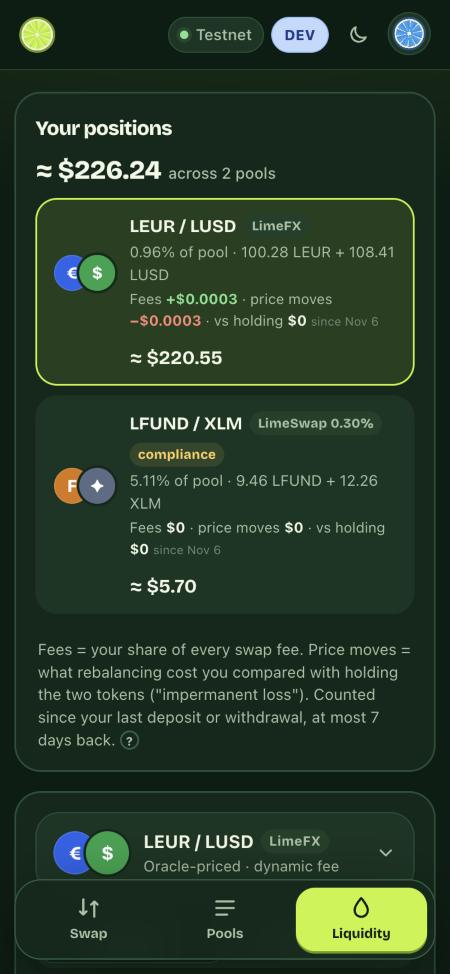 Testnet DEV
Your positions
≈ $226.24 across 2 pools
LEUR / LUSD LimeFX
€ $
0.96% of pool · 100.28 LEUR + 108.41
LUSD
Fees +$0.0003 · price moves
−$0.0003 · vs holding $0 since Nov 6
≈ $220.55
LFUND / XLM LimeSwap 0.30%
compliance
F
5.11% of pool · 9.46 LFUND + 12.26
XLM
Fees $0 · price moves $0 · vs holding
$0 since Nov 6
≈ $5.70
Fees = your share of every swap fee. Price moves =
what rebalancing cost you compared with holding
the two tokens ("impermanent loss"). Counted
since your last deposit or withdrawal, at most 7
days back. ?
€ $ LEUR / LUSD LimeFX
Oracle-priced · dynamic fee
Swap Pools Liquidity